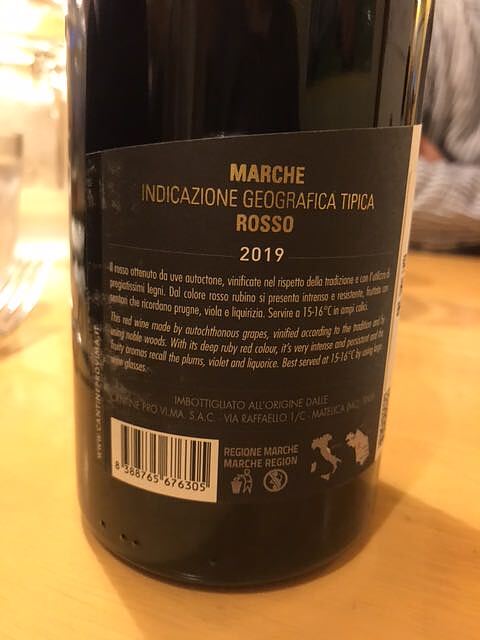 MARCHE
INDICAZIONE GEOGRAFICA TIPICA
ROSSO
2019
Il rosso ottenuto da uve autoctone, vinificate nel rispetto della tradizione e con l'utilizzo di
pregiatissimi legni. Dal colore rosso rubino si presenta intenso e resistente, fruttato con
sentori che ricordano prugne, viola e liquirizia. Servire a 15-16°C in ampi calici.
This red wine made by autochthonous grapes, vinified according to the tradition and by
using noble woods. With its deep ruby red colour, it's very intense and persistent and the
fruity aromas recall the plums, violet and liquorice. Best served at 15-16°C by using large
wine glasses.
IMBOTTIGLIATO ALL'ORIGINE DALLE
CANTINE PRO VI.MA. S.A.C. - VIA RAFFAELLO 1/C - MATELICA (MC) ITALIA
WWW.CANTINEPROVIMA.IT
8 388765 676305
REGIONE MARCHE
MARCHE REGION